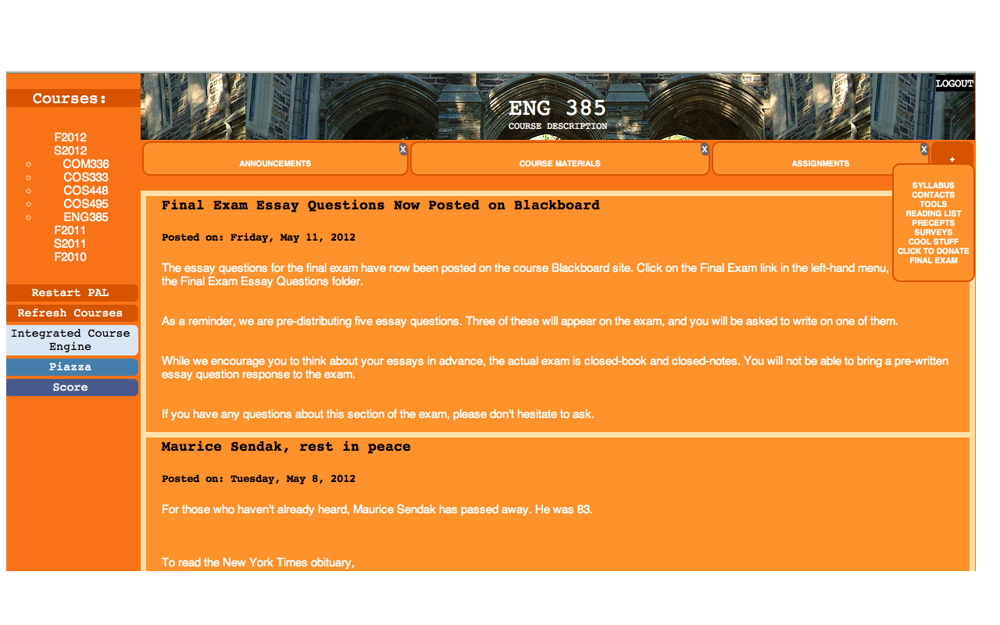 Courses:
F2012
S2012
COM336
COS333
COS448
COS495
ENG385
F2011
S2011
F2010
Restart PAL
Refresh Courses
Integrated Course
Engine
Piazza
Score
LOGOUT
ENG 385
COURSE DESCRIPTION
X
ANNOUNCEMENTS
X
COURSE MATERIALS
X
ASSIGNMENTS
+
SYLLABUS
CONTACTS
TOOLS
READING LIST
PRECEPTS
SURVEYS
COOL STUFF
CLICK TO DONATE
FINAL EXAM
Final Exam Essay Questions Now Posted on Blackboard
Posted on: Friday, May 11, 2012
The essay questions for the final exam have now been posted on the course Blackboard site. Click on the Final Exam link in the left-hand menu,
the Final Exam Essay Questions folder.
As a reminder, we are pre-distributing five essay questions. Three of these will appear on the exam, and you will be asked to write on one of them.
While we encourage you to think about your essays in advance, the actual exam is closed-book and closed-notes. You will not be able to bring a pre-written
essay question response to the exam.
If you have any questions about this section of the exam, please don't hesitate to ask.
Maurice Sendak, rest in peace
Posted on: Tuesday, May 8, 2012
For those who haven't already heard, Maurice Sendak has passed away. He was 83.
To read the New York Times obituary,